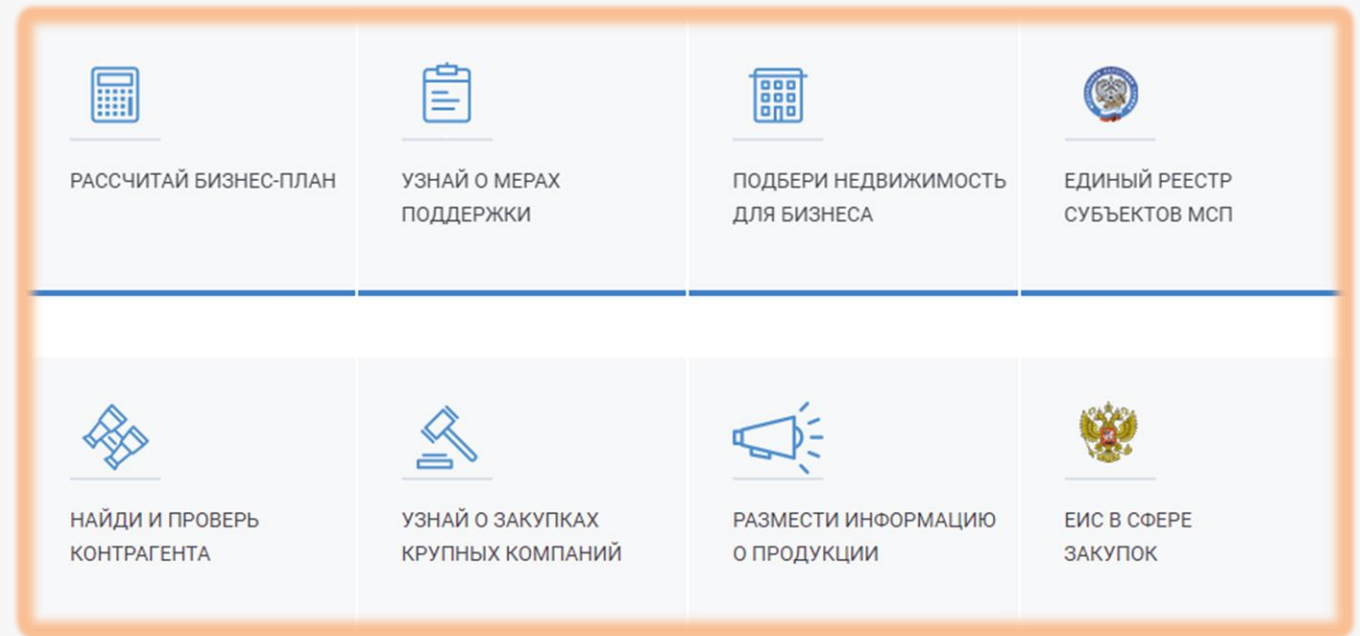 РАССЧИТАЙ БИЗНЕС-ПЛАН
УЗНАЙ О МЕРАХ
ПОДДЕРЖКИ
ПОДБЕРИ НЕДВИЖИМОСТЬ
ДЛЯ БИЗНЕСА
ЕДИНЫЙ РЕЕСТР
СУБЪЕКТОВ МСП
НАЙДИ И ПРОВЕРЬ
КОНТРАГЕНТА
УЗНАЙ О ЗАКУПКАХ
КРУПНЫХ КОМПАНИЙ
РАЗМЕСТИ ИНФОРМАЦИЮ
О ПРОДУКЦИИ
ЕИС В СФЕРЕ
ЗАКУПОК